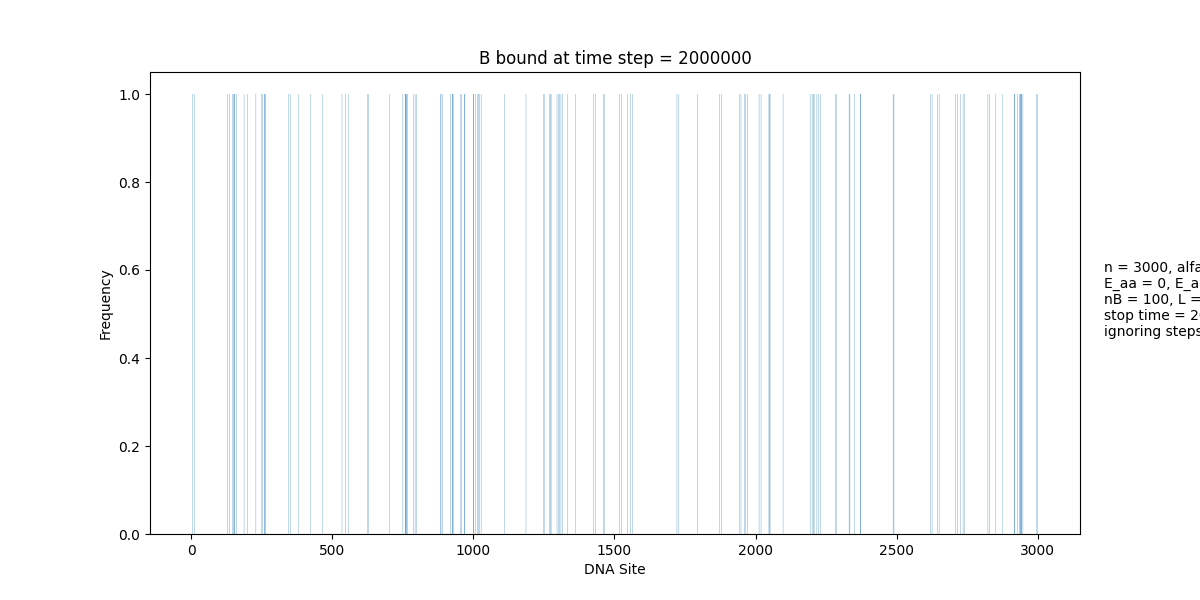 B bound at time step = 2000000
1.0
0.8
0.6
0.4
0.2
0.0
Frequency
0 500 1000 1500 2000 2500 3000
DNA Site
n = 3000, alfa
E_aa = 0, E_a
nB = 100, L =
stop time = 2
ignoring steps